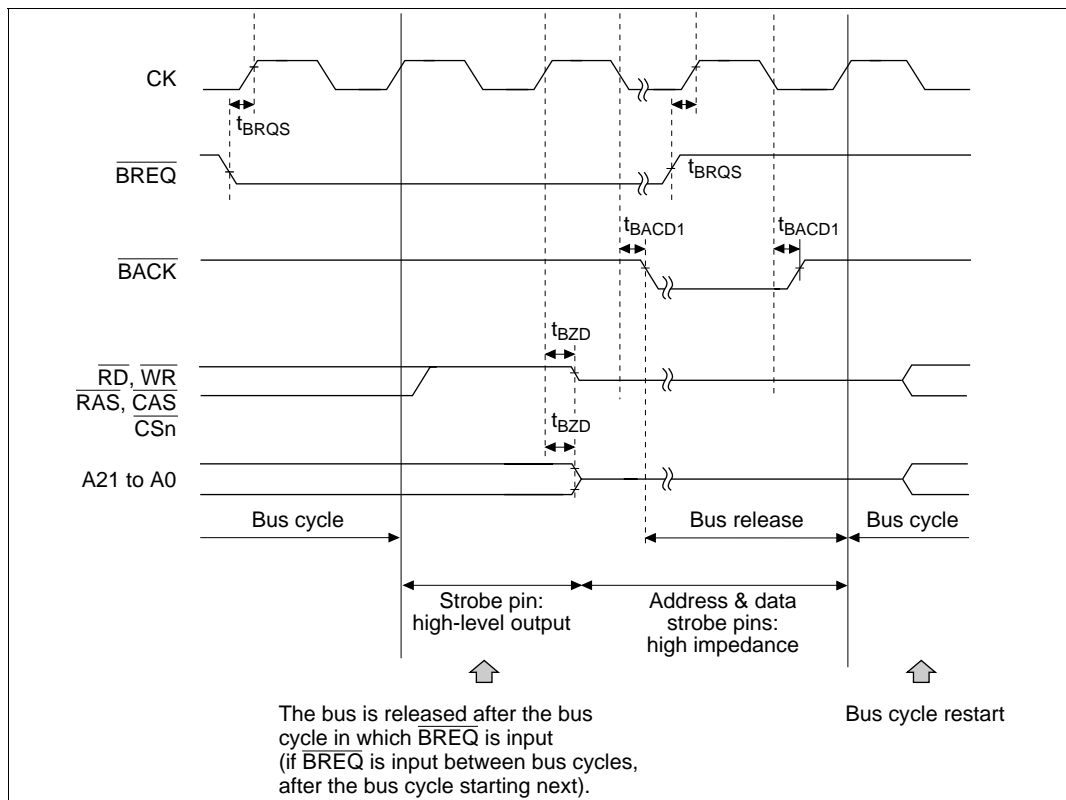 CK
tBRQS
BREQ
tBRQS
tBACD1
tBACD1
BACK
tBZD
RD, WR
RAS, CAS
CSn
tBZD
A21 to A0
Bus cycle
Bus release
Bus cycle
Strobe pin:
high-level output
Address & data
strobe pins:
high impedance
The bus is released after the bus
cycle in which BREQ is input
(if BREQ is input between bus cycles,
after the bus cycle starting next).
Bus cycle restart